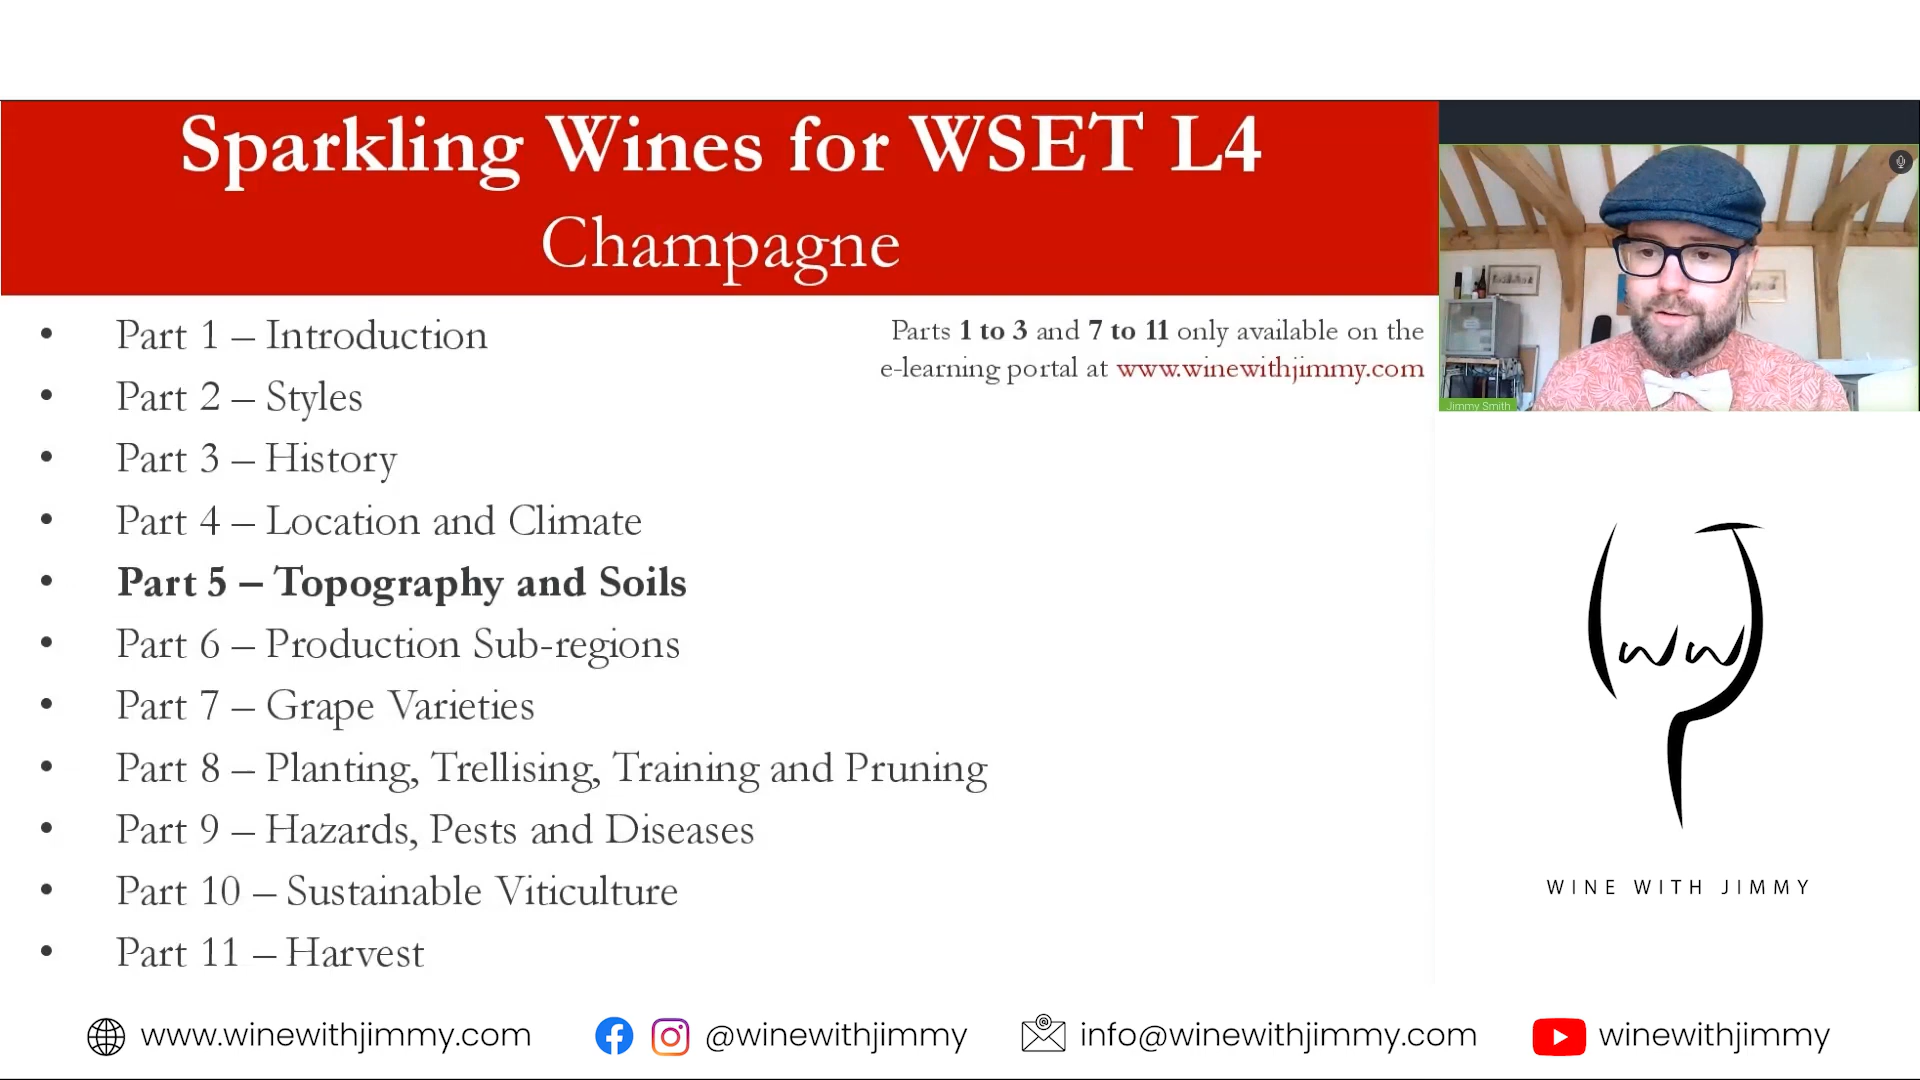 Sparkling Wines for WSET L4
Champagne
• Part 1 – Introduction
• Part 2 – Styles
• Part 3 – History
• Part 4 – Location and Climate
• Part 5 – Topography and Soils
• Part 6 – Production Sub-regions
• Part 7 – Grape Varieties
• Part 8 – Planting, Trellising, Training and Pruning
• Part 9 – Hazards, Pests and Diseases
• Part 10 – Sustainable Viticulture
• Part 11 – Harvest
Parts 1 to 3 and 7 to 11 only available on the
e-learning portal at www.winewithjimmy.com
Jimmy Smith
WWJ
WINE WITH JIMMY
www.winewithjimmy.com
@winewithjimmy
info@winewithjimmy.com
winewithjimmy